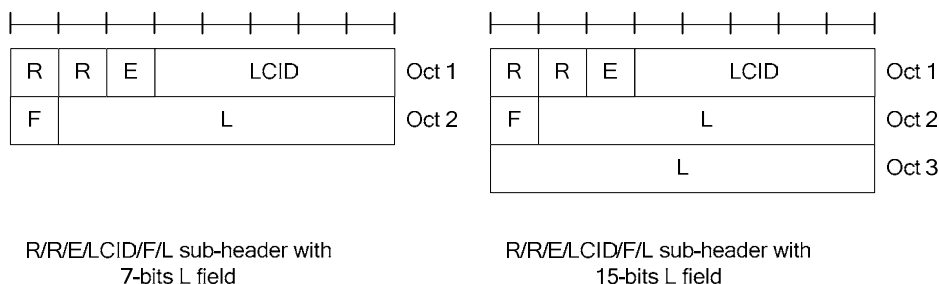 R R E LCID Oct 1
F L Oct 2
R/R/E/LCID/F/L sub-header with
7-bits L field
R R E LCID Oct 1
F L Oct 2
L Oct 3
R/R/E/LCID/F/L sub-header with
15-bits L field